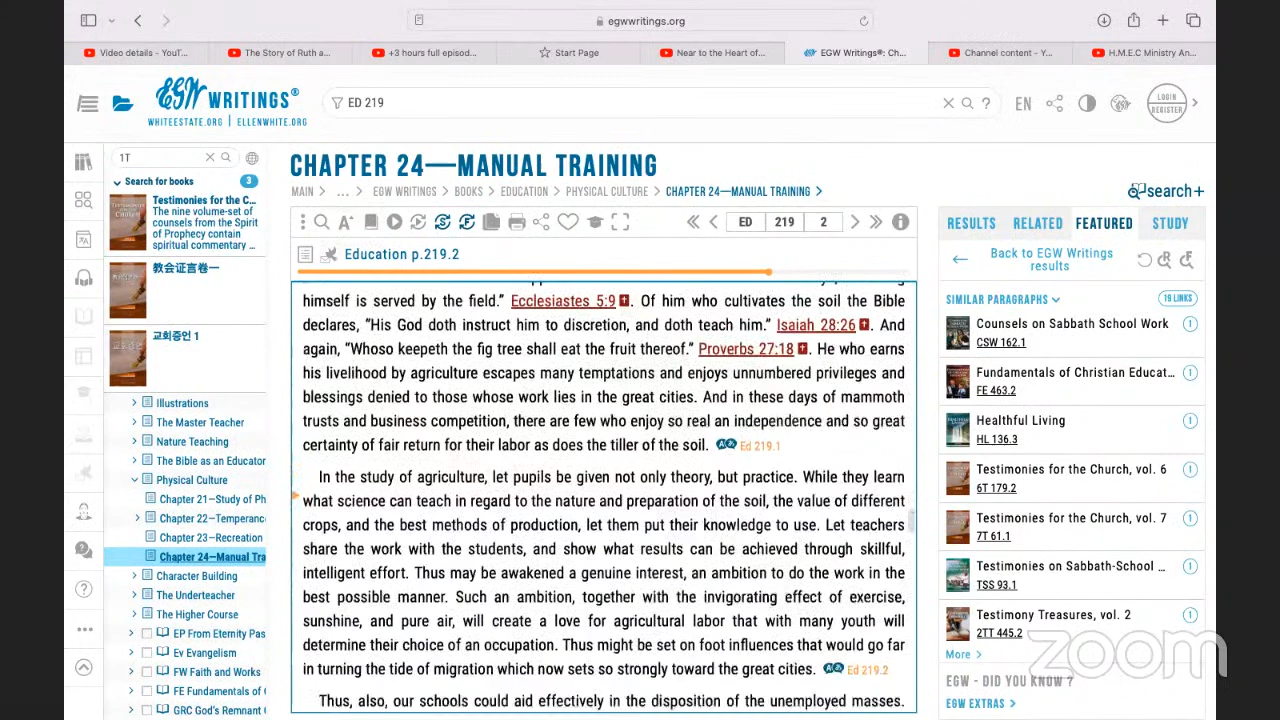 egwwritings.org
Video details - YouT...
The Story of Ruth a...
+3 hours full episod...
Start Page
Near to the Heart of...
EGW Writings®: Ch...
Channel content - Y...
H.M.E.C Ministry An...
EGW WRITINGS®
WHITEESTATE.ORG | ELLENWHITE.ORG
ED 219
?
EN
LOGIN
REGISTER
1T
Search for books
3
Testimonies for the C...
The nine volume-set of
counsels from the Spirit
of Prophecy contain
spiritual commentary ...
教会证言卷一
교회증언 1
Illustrations
The Master Teacher
Nature Teaching
The Bible as an Educator
Physical Culture
Chapter 21—Study of Ph
Chapter 22—Temperanc
Chapter 23—Recreation
Chapter 24—Manual Tra
Character Building
The Underteacher
The Higher Course
EP From Eternity Pas
Ev Evangelism
FW Faith and Works
FE Fundamentals of
GRC God's Remnant
CHAPTER 24—MANUAL TRAINING
MAIN > ... > EGW WRITINGS > BOOKS > EDUCATION > PHYSICAL CULTURE > CHAPTER 24—MANUAL TRAINING >
search+
ED 219 2
Education p.219.2
himself is served by the field.” Ecclesiastes 5:9. Of him who cultivates the soil the Bible
declares, “His God doth instruct him to discretion, and doth teach him.” Isaiah 28:26. And
again, “Whoso keepeth the fig tree shall eat the fruit thereof.” Proverbs 27:18. He who earns
his livelihood by agriculture escapes many temptations and enjoys unnumbered privileges and
blessings denied to those whose work lies in the great cities. And in these days of mammoth
trusts and business competition, there are few who enjoy so real an independence and so great
certainty of fair return for their labor as does the tiller of the soil. Ed 219.1
In the study of agriculture, let pupils be given not only theory, but practice. While they learn
what science can teach in regard to the nature and preparation of the soil, the value of different
crops, and the best methods of production, let them put their knowledge to use. Let teachers
share the work with the students, and show what results can be achieved through skillful,
intelligent effort. Thus may be awakened a genuine interest, an ambition to do the work in the
best possible manner. Such an ambition, together with the invigorating effect of exercise,
sunshine, and pure air, will create a love for agricultural labor that with many youth will
determine their choice of an occupation. Thus might be set on foot influences that would go far
in turning the tide of migration which now sets so strongly toward the great cities. Ed 219.2
Thus, also, our schools could aid effectively in the disposition of the unemployed masses.
RESULTS
RELATED
FEATURED
STUDY
Back to EGW Writings
results
SIMILAR PARAGRAPHS
19 LINKS
Counsels on Sabbath School Work
1
CSW 162.1
Fundamentals of Christian Educat...
1
FE 463.2
Healthful Living
1
HL 136.3
Testimonies for the Church, vol. 6
1
6T 179.2
Testimonies for the Church, vol. 7
1
7T 61.1
Testimonies on Sabbath-School ...
1
TSS 93.1
Testimony Treasures, vol. 2
1
2TT 445.2
More >
EGW - DID YOU KNOW ?
EGW EXTRAS >
zoom